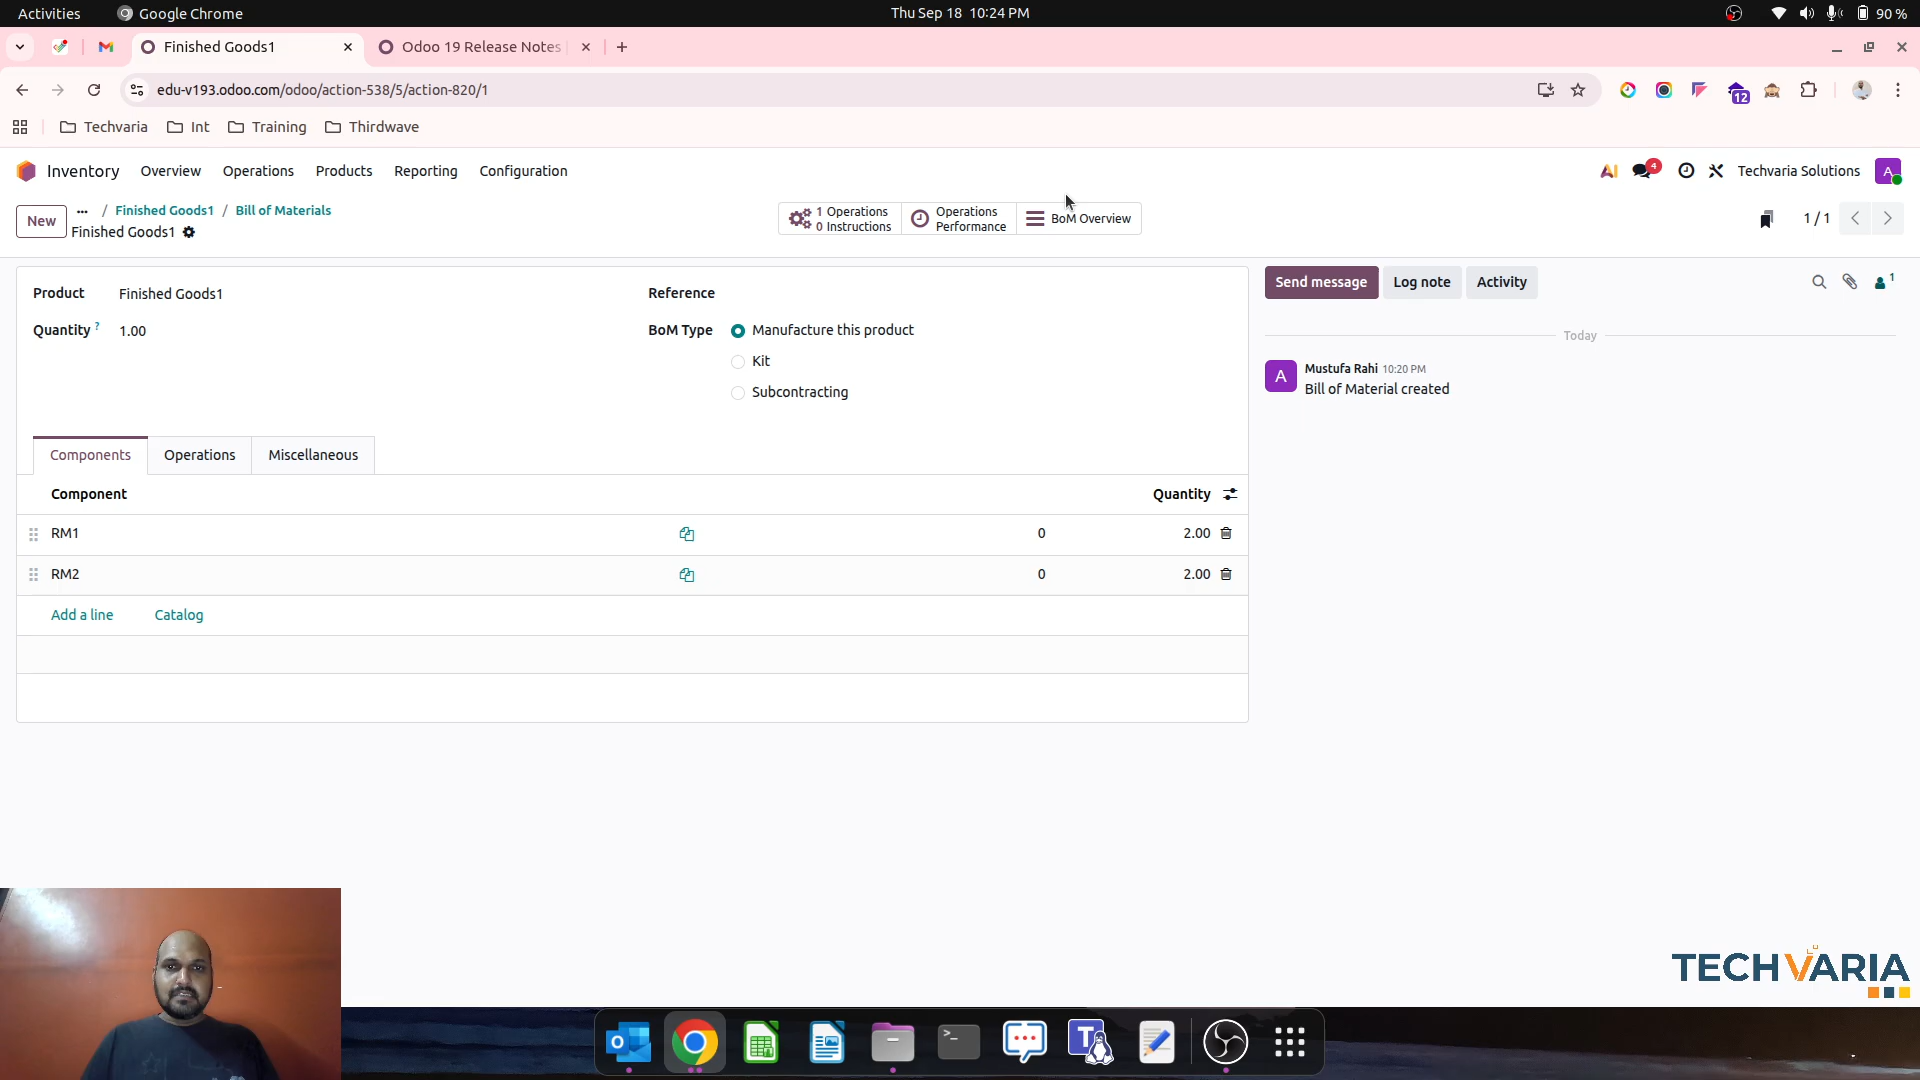 Activities
Google Chrome
Thu Sep 18 10:24 PM
90 %
Finished Goods1
Odoo 19 Release Notes
edu-v193.odoo.com/odoo/action-538/5/action-820/1
12
Techvaria
Int
Training
Thirdwave
Inventory
Overview
Operations
Products
Reporting
Configuration
AI
4
Techvaria Solutions
A
New
... / Finished Goods1 / Bill of Materials
Finished Goods1
1 Operations
0 Instructions
Operations
Performance
BoM Overview
1 / 1
Product
Finished Goods1
Quantity ?
1.00
Reference
BoM Type
Manufacture this product
Kit
Subcontracting
Send message
Log note
Activity
1
Today
A
Mustufa Rahi 10:20 PM
Bill of Material created
Components
Operations
Miscellaneous
Component
Quantity
RM1
0
2.00
RM2
0
2.00
Add a line
Catalog
TECHVARIA